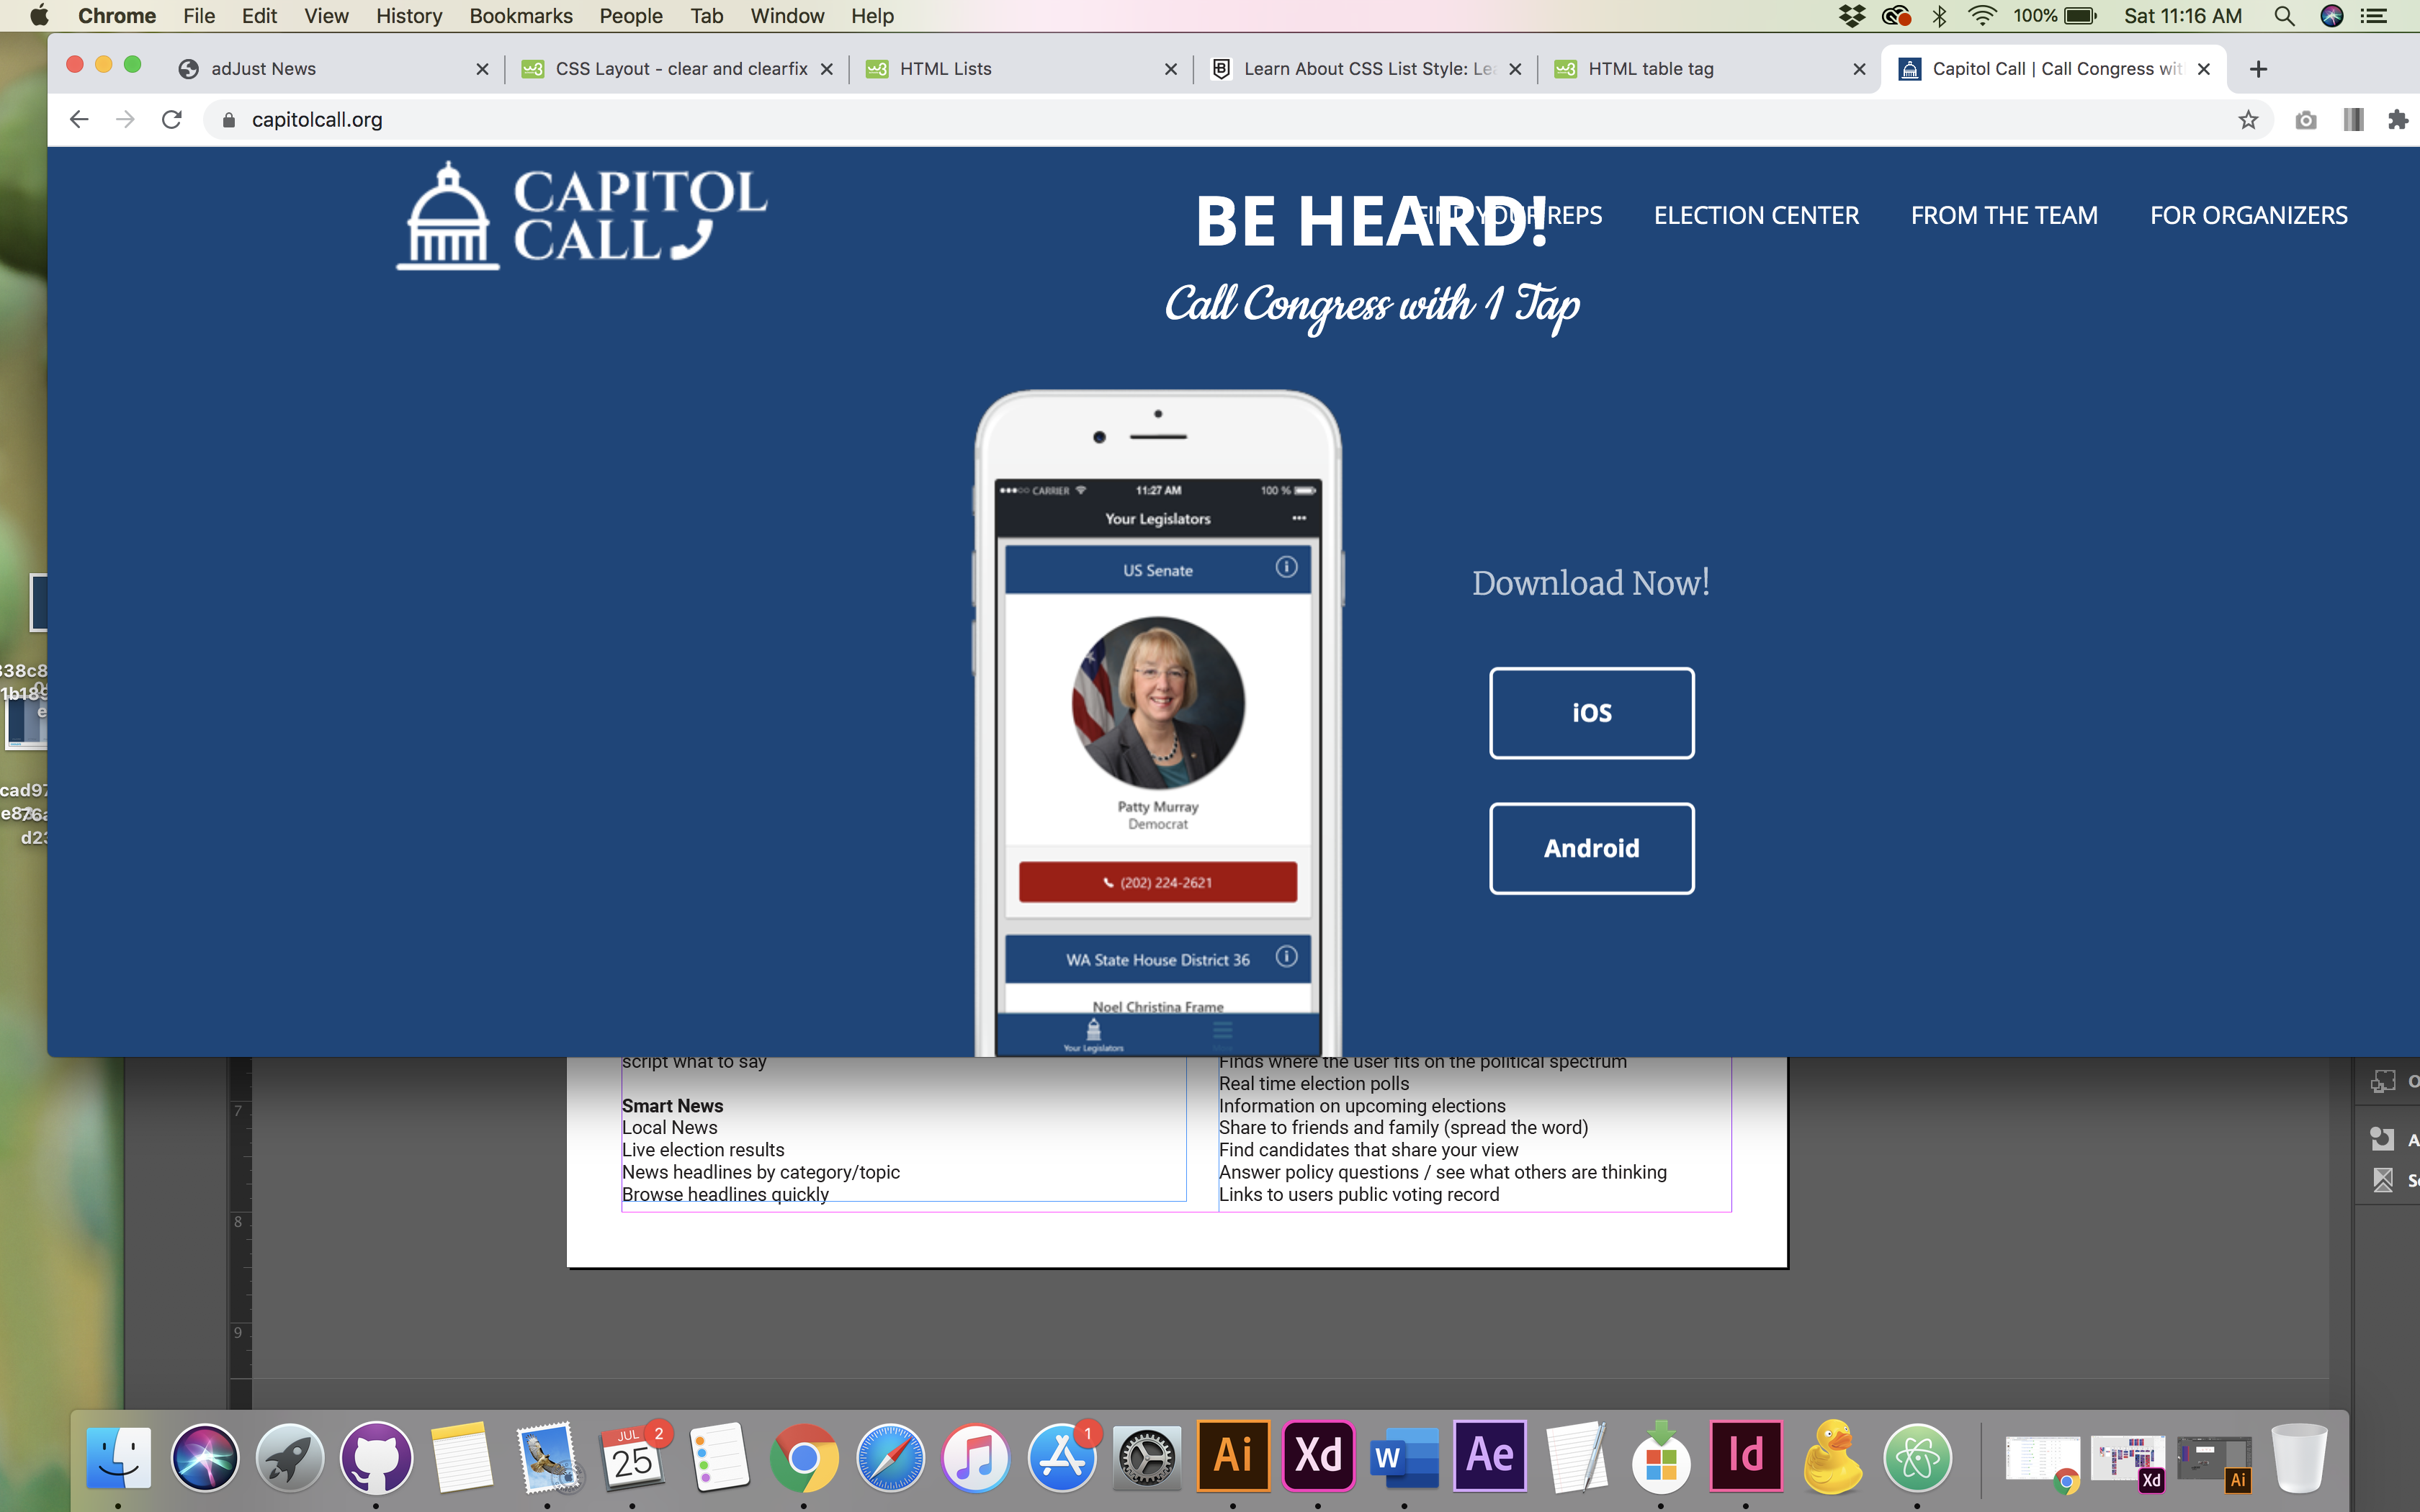 Chrome File Edit View History Bookmarks People Tab Window Help 100% Sat 11:16 AM
adJust News CSS Layout - clear and clearfix HTML Lists Learn About CSS List Style: Le HTML table tag Capitol Call | Call Congress wit
capitolcall.org
CAPITOL
CALL
BE HEARD!
FIND YOUR REPS ELECTION CENTER FROM THE TEAM FOR ORGANIZERS
Call Congress with 1 Tap
CARRIER 11:27 AM 100 %
Your Legislators
US Senate
Patty Murray
Democrat
(202) 224-2621
WA State House District 36
Noel Christina Frame
Your Legislators
Download Now!
iOS
Android
script what to say
Smart News
Local News
Live election results
News headlines by category/topic
Browse headlines quickly
Finds where the user fits on the political spectrum
Real time election polls
Information on upcoming elections
Share to friends and family (spread the word)
Find candidates that share your view
Answer policy questions / see what others are thinking
Links to users public voting record
7
8
9
JUL
25
2
1
Ai
Xd
W
Ae
Id
Xd
Ai